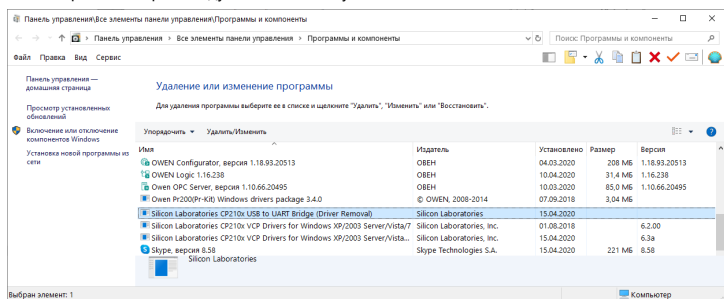 Панель управления\Все элементы панели управления\Программы и компоненты
Панель управления > Все элементы панели управления > Программы и компоненты
Поиск: Программы и компоненты
Файл Правка Вид Сервис
Панель управления —
домашняя страница
Просмотр установленных
обновлений
Включение или отключение
компонентов Windows
Установка новой программы из
сети
Удаление или изменение программы
Для удаления программы выберите ее в списке и щелкните "Удалить", "Изменить" или "Восстановить".
Упорядочить Удалить/Изменить
Имя Издатель Установлено Размер Версия
OWEN Configurator, версия 1.18.93.20513 ОВЕН 04.03.2020 208 МБ 1.18.93.20513
OWEN Logic 1.16.238 ОВЕН 10.04.2020 31,4 МБ 1.16.238
Owen OPC Server, версия 1.10.66.20495 ОВЕН 10.03.2020 85,0 МБ 1.10.66.20495
Owen Pr200(Pr-Kit) Windows drivers package 3.4.0 © OWEN, 2008-2014 07.09.2018 3,04 МБ
Silicon Laboratories CP210x USB to UART Bridge (Driver Removal) Silicon Laboratories 15.04.2020
Silicon Laboratories CP210x VCP Drivers for Windows XP/2003 Server/Vista/7 Silicon Laboratories, Inc. 01.08.2018 6.2.00
Silicon Laboratories CP210x VCP Drivers for Windows XP/2003 Server/Vista... Silicon Laboratories, Inc. 15.04.2020 6.3a
Skype, версия 8.58 Skype Technologies S.A. 15.04.2020 221 МБ 8.58
Silicon Laboratories
Выбран элемент: 1
Компьютер